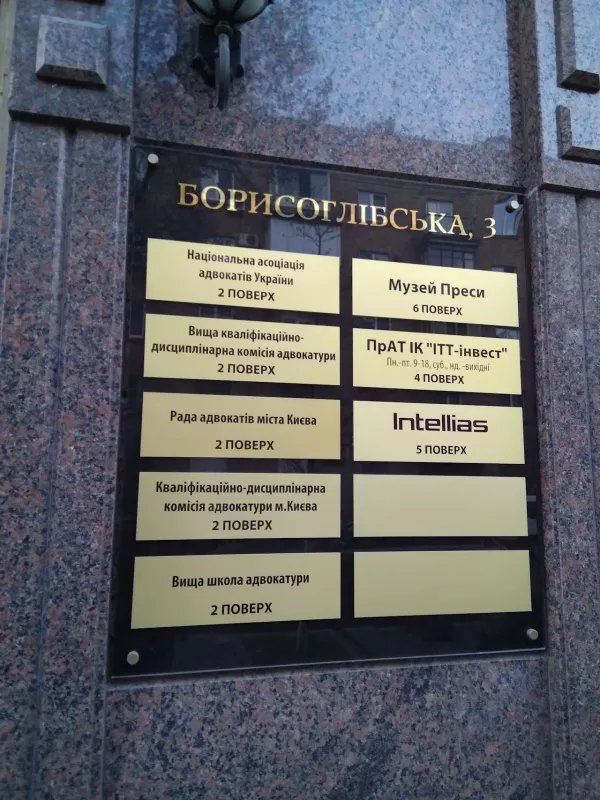 БОРИСОГЛІБСЬКА, 3
Національна асоціація
адвокатів України
2 ПОВЕРХ
Вища кваліфікаційно-
дисциплінарна комісія адвокатури
2 ПОВЕРХ
Рада адвокатів міста Києва
2 ПОВЕРХ
Кваліфікаційно-дисциплінарна
комісія адвокатури м.Києва
2 ПОВЕРХ
Вища школа адвокатури
2 ПОВЕРХ
Музей Преси
6 ПОВЕРХ
ПрАТ ІК "ІТТ-інвест"
Пн.-пт. 9-18, суб., нд. -вихідні
4 ПОВЕРХ
Intellias
5 ПОВЕРХ